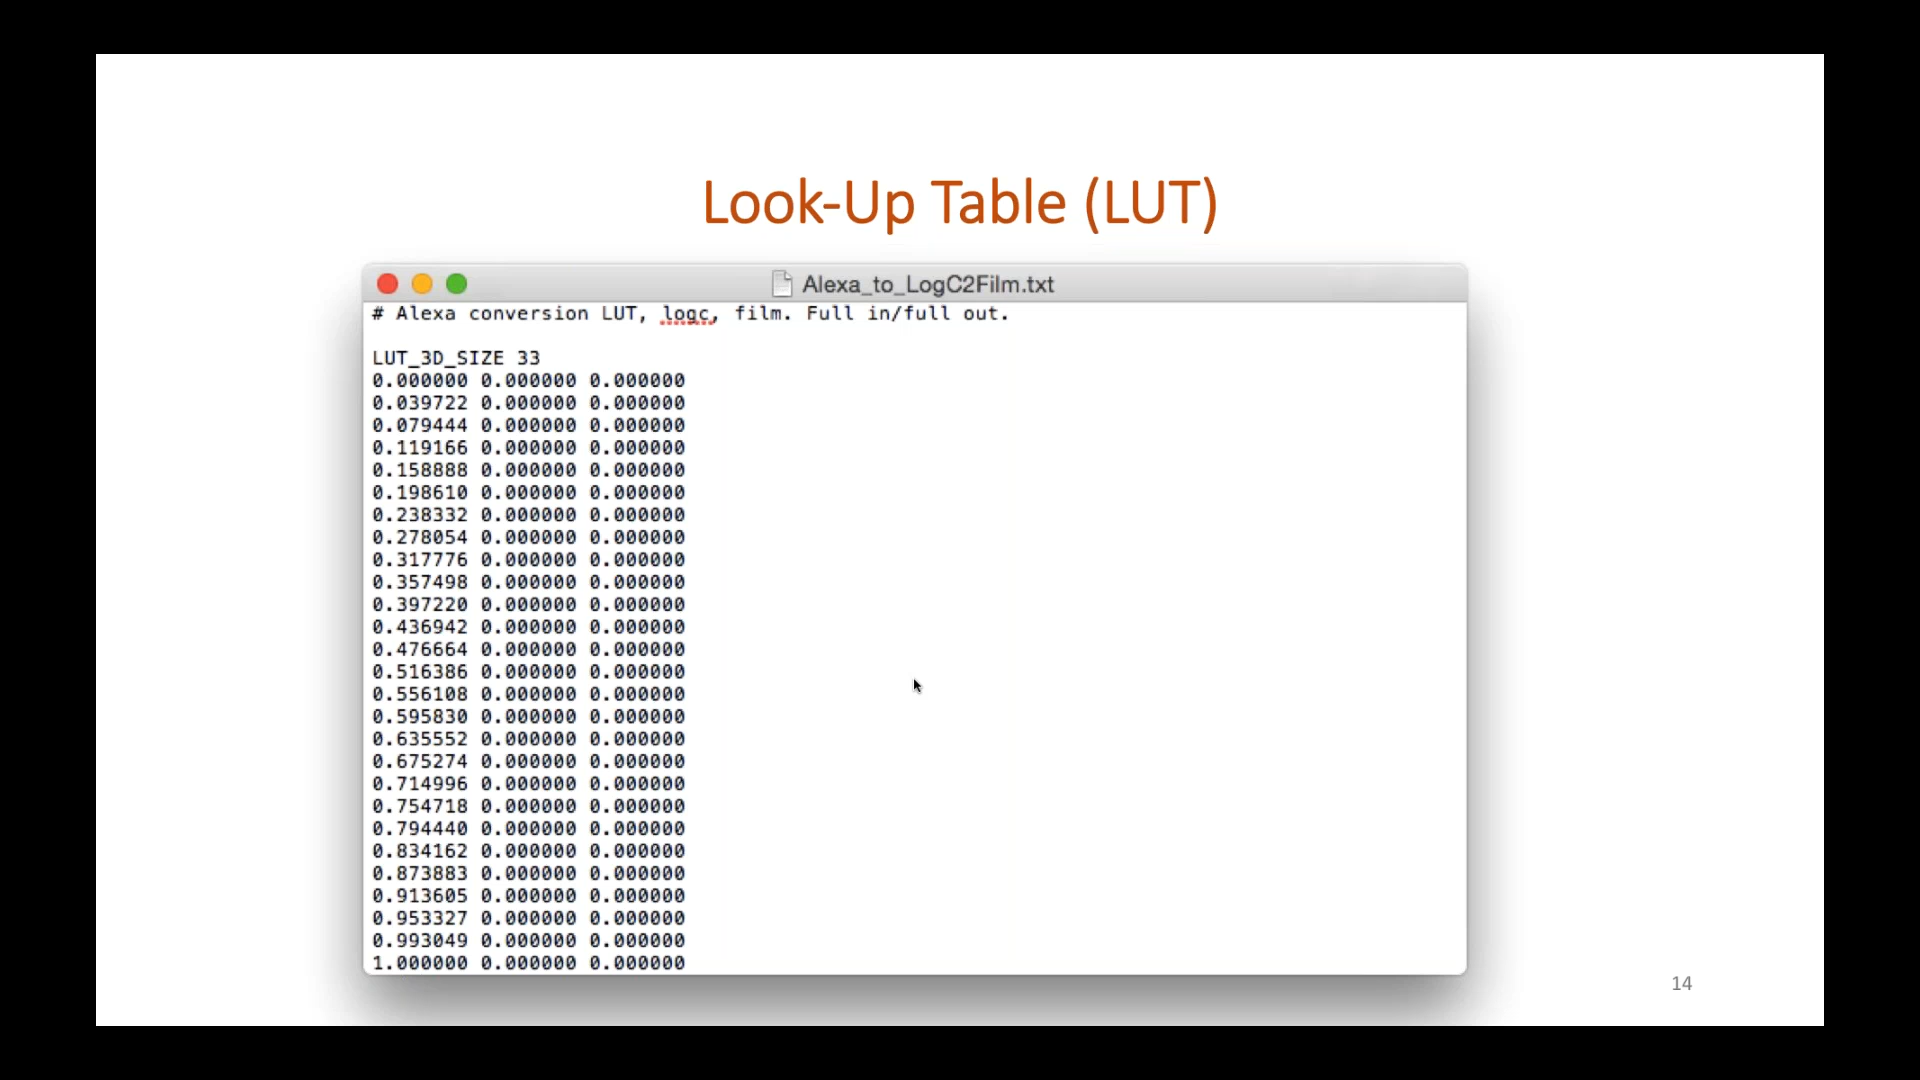 Look-Up Table (LUT)
Alexa_to_LogC2Film.txt
# Alexa conversion LUT, logc, film. Full in/full out.
LUT_3D_SIZE 33
0.000000 0.000000 0.000000
0.039722 0.000000 0.000000
0.079444 0.000000 0.000000
0.119166 0.000000 0.000000
0.158888 0.000000 0.000000
0.198610 0.000000 0.000000
0.238332 0.000000 0.000000
0.278054 0.000000 0.000000
0.317776 0.000000 0.000000
0.357498 0.000000 0.000000
0.397220 0.000000 0.000000
0.436942 0.000000 0.000000
0.476664 0.000000 0.000000
0.516386 0.000000 0.000000
0.556108 0.000000 0.000000
0.595830 0.000000 0.000000
0.635552 0.000000 0.000000
0.675274 0.000000 0.000000
0.714996 0.000000 0.000000
0.754718 0.000000 0.000000
0.794440 0.000000 0.000000
0.834162 0.000000 0.000000
0.873883 0.000000 0.000000
0.913605 0.000000 0.000000
0.953327 0.000000 0.000000
0.993049 0.000000 0.000000
1.000000 0.000000 0.000000
14